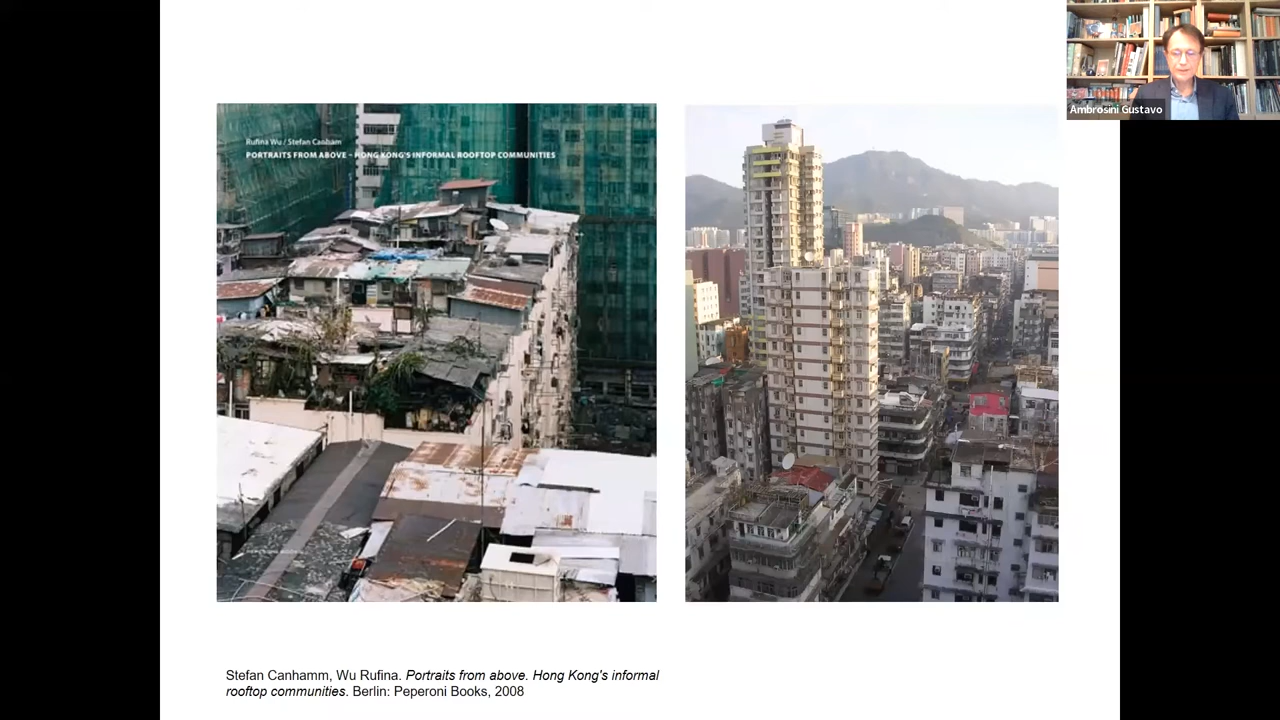 Rufina Wu / Stefan Canham
PORTRAITS FROM ABOVE – HONG KONG'S INFORMAL ROOFTOP COMMUNITIES
Ambrosini Gustavo
Stefan Canhamm, Wu Rufina. Portraits from above. Hong Kong's informal
rooftop communities. Berlin: Peperoni Books, 2008